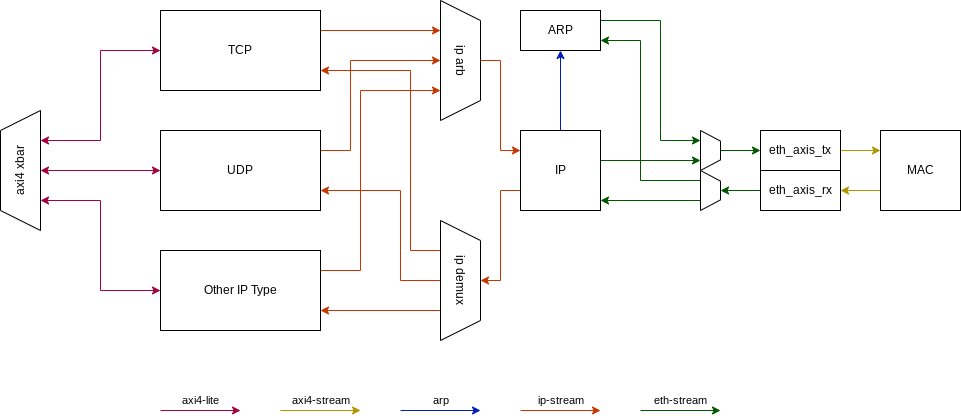 TCP
ip arb
ARP
axi4 xbar
UDP
IP
eth_axis_tx
eth_axis_rx
MAC
Other IP Type
ip demux
axi4-lite
axi4-stream
arp
ip-stream
eth-stream